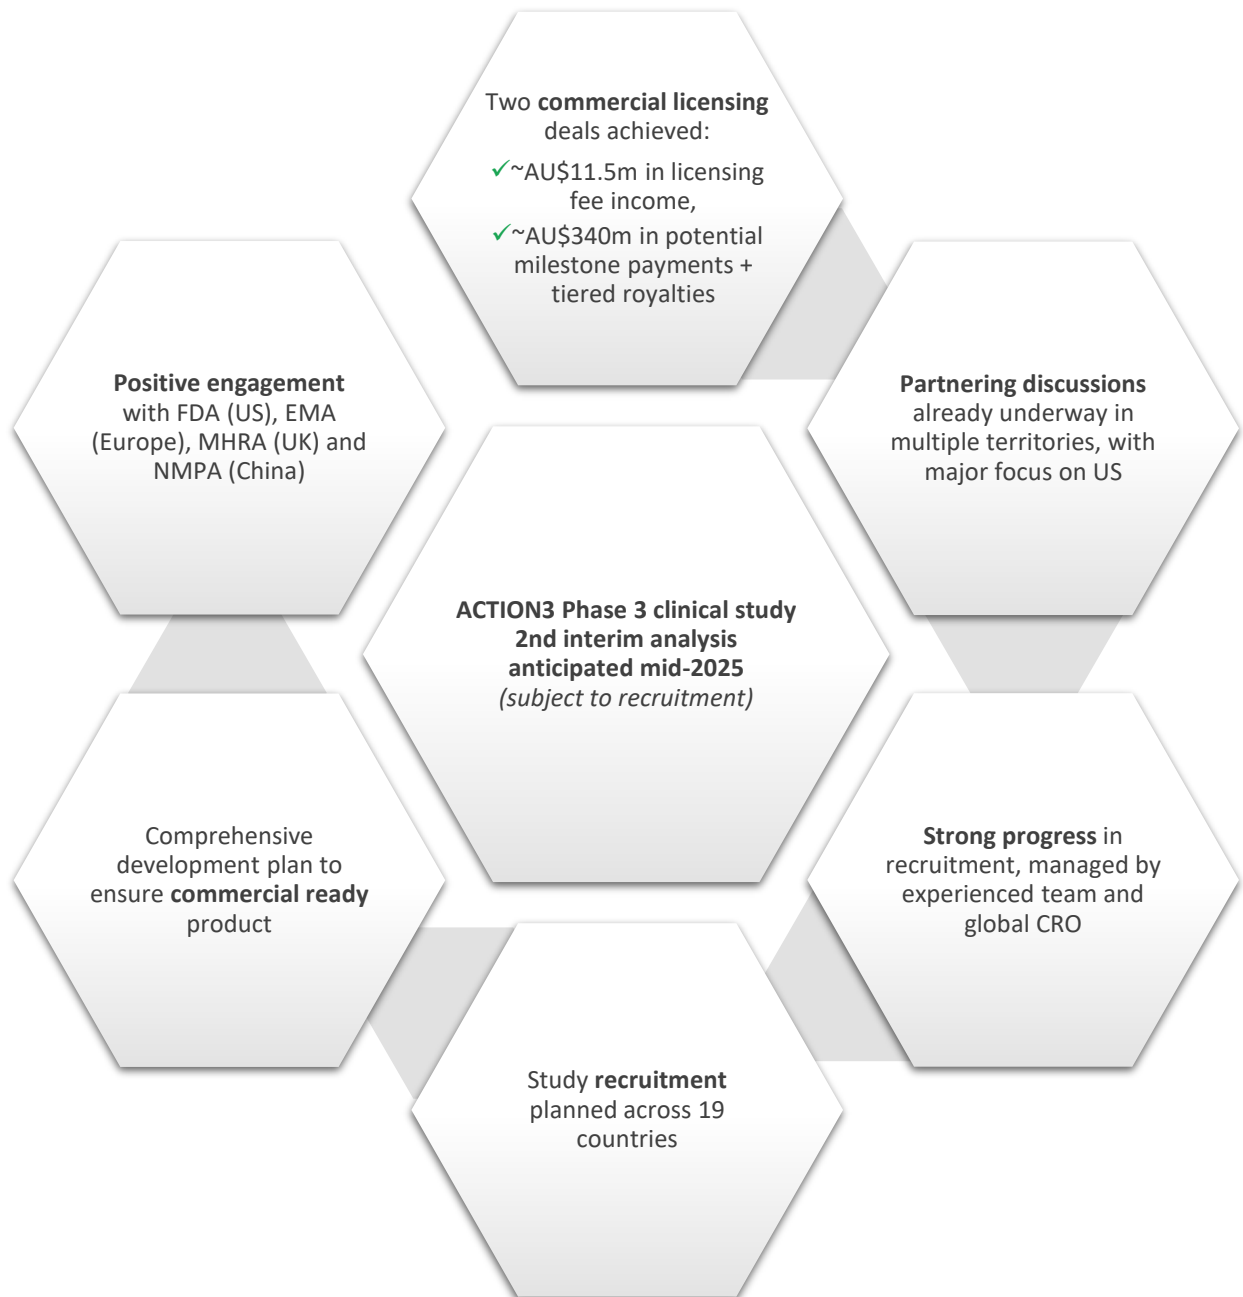 Two commercial licensing
deals achieved:
✓~AU$11.5m in licensing
fee income,
✓~AU$340m in potential
milestone payments +
tiered royalties
Positive engagement
with FDA (US), EMA
(Europe), MHRA (UK) and
NMPA (China)
Partnering discussions
already underway in
multiple territories, with
major focus on US
ACTION3 Phase 3 clinical study
2nd interim analysis
anticipated mid-2025
(subject to recruitment)
Comprehensive
development plan to
ensure commercial ready
product
Strong progress in
recruitment, managed by
experienced team and
global CRO
Study recruitment
planned across 19
countries